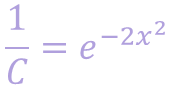 1/C = e^{-2x^2}